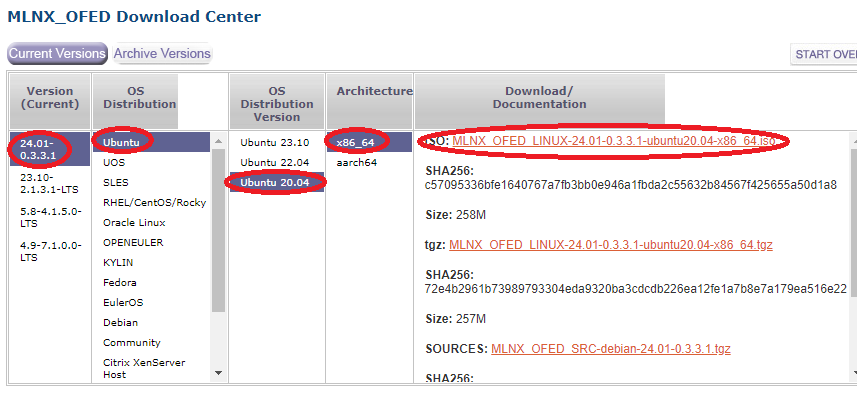 MLNX_OFED Download Center
Current Versions
Archive Versions
START OVE
Version
(Current)
OS
Distribution
OS
Distribution
Version
Architecture
Download/
Documentation
24.01-
0.3.3.1
23.10-
2.1.3.1-LTS
5.8-4.1.5.0-
LTS
4.9-7.1.0.0-
LTS
Ubuntu
UOS
SLES
RHEL/CentOS/Rocky
Oracle Linux
OPENEULER
KYLIN
Fedora
EulerOS
Debian
Community
Citrix XenServer
Host
Ubuntu 23.10
Ubuntu 22.04
Ubuntu 20.04
x86_64
aarch64
ISO: MLNX_OFED_LINUX-24.01-0.3.3.1-ubuntu20.04-x86_64.iso
SHA256:
c57095336bfe1640767a7fb3bb0e946a1fbda2c55632b84567f425655a50d1a8
Size: 258M
tgz: MLNX_OFED_LINUX-24.01-0.3.3.1-ubuntu20.04-x86_64.tgz
SHA256:
72e4b2961b73989793304eda9320ba3cdcdb226ea12fe1a7b8e7a179ea516e22
Size: 257M
SOURCES: MLNX_OFED_SRC-debian-24.01-0.3.3.1.tgz
SHA256: